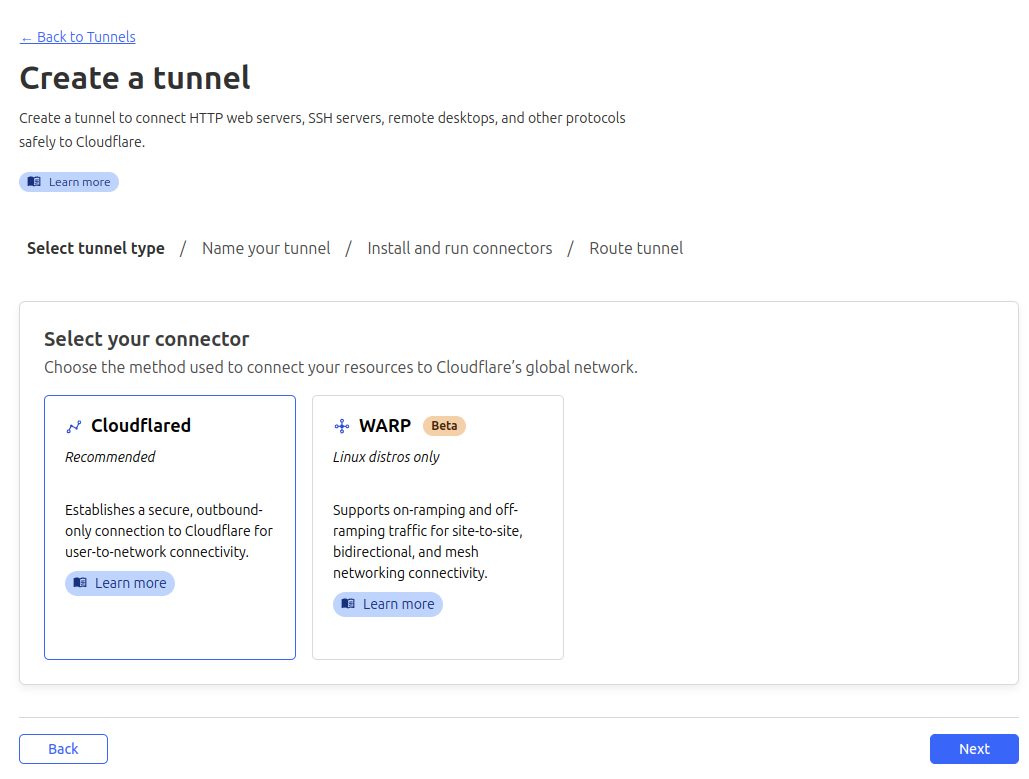 ← Back to Tunnels
Create a tunnel
Create a tunnel to connect HTTP web servers, SSH servers, remote desktops, and other protocols
safely to Cloudflare.
Learn more
Select tunnel type / Name your tunnel / Install and run connectors / Route tunnel
Select your connector
Choose the method used to connect your resources to Cloudflare’s global network.
Cloudflared
Recommended
Establishes a secure, outbound-
only connection to Cloudflare for
user-to-network connectivity.
Learn more
WARP Beta
Linux distros only
Supports on-ramping and off-
ramping traffic for site-to-site,
bidirectional, and mesh
networking connectivity.
Learn more
Back
Next